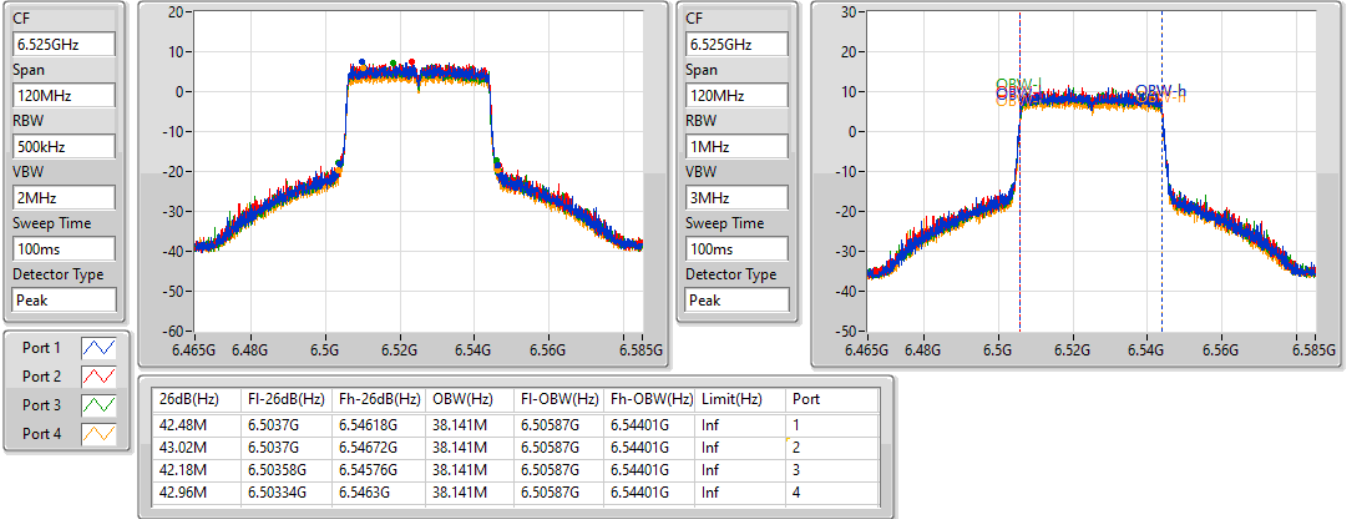 CF
6.525GHz
Span
120MHz
RBW
500kHz
VBW
2MHz
Sweep Time
100ms
Detector Type
Peak
20
10
0
-10
-20
-30
-40
-50
-60
6.465G 6.48G 6.5G 6.52G 6.54G 6.56G 6.585G
CF
6.525GHz
Span
120MHz
RBW
1MHz
VBW
3MHz
Sweep Time
100ms
Detector Type
Peak
30
20
10
0
-10
-20
-30
-40
-50
OBW-l
OBW-h
OBW-h
6.465G 6.48G 6.5G 6.52G 6.54G 6.56G 6.585G
Port 1
Port 2
Port 3
Port 4
26dB(Hz) Fl-26dB(Hz) Fh-26dB(Hz) OBW(Hz) Fl-OBW(Hz) Fh-OBW(Hz) Limit(Hz) Port
42.48M 6.5037G 6.54618G 38.141M 6.50587G 6.54401G Inf 1
43.02M 6.5037G 6.54672G 38.141M 6.50587G 6.54401G Inf 2
42.18M 6.50358G 6.54576G 38.141M 6.50587G 6.54401G Inf 3
42.96M 6.50334G 6.5463G 38.141M 6.50587G 6.54401G Inf 4